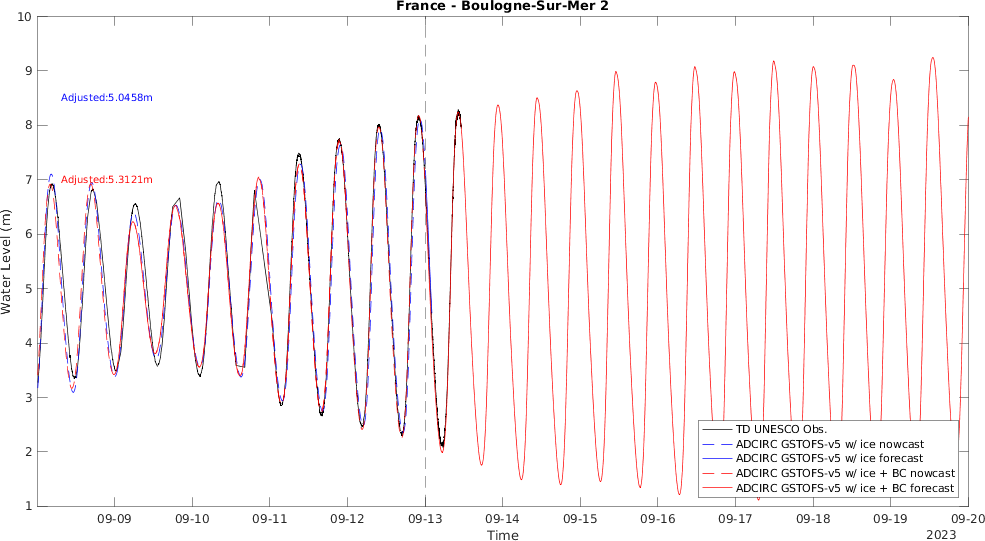 France - Boulogne-Sur-Mer 2
10
9
8
7
6
5
4
3
2
1
Water Level (m)
Adjusted:5.0458m
Adjusted:5.3121m
TD UNESCO Obs.
ADCIRC GSTOFS-v5 w/ ice nowcast
ADCIRC GSTOFS-v5 w/ ice forecast
ADCIRC GSTOFS-v5 w/ ice + BC nowcast
ADCIRC GSTOFS-v5 w/ ice + BC forecast
09-09 09-10 09-11 09-12 09-13 09-14 09-15 09-16 09-17 09-18 09-19 09-20
Time
2023